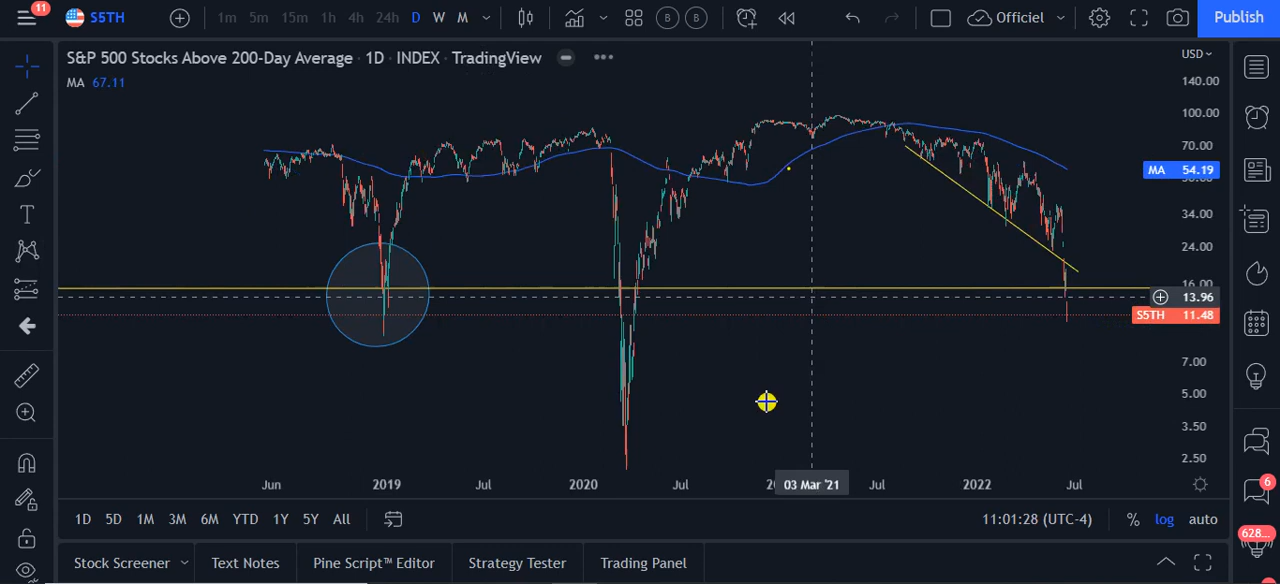 11
S5TH
1m 5m 15m 1h 4h 24h D W M
B B
Officiel
Publish
S&P 500 Stocks Above 200-Day Average · 1D · INDEX · TradingView
USD
MA 67.11
140.00
100.00
70.00
MA 54.19
34.00
24.00
16.00
13.96
S5TH 11.48
7.00
5.00
3.50
2.50
Jun 2019 Jul 2020 Jul 03 Mar '21 Jul 2022 Jul
6
1D 5D 1M 3M 6M YTD 1Y 5Y All
11:01:28 (UTC-4) % log auto
628...
Stock Screener Text Notes Pine Script™ Editor Strategy Tester Trading Panel